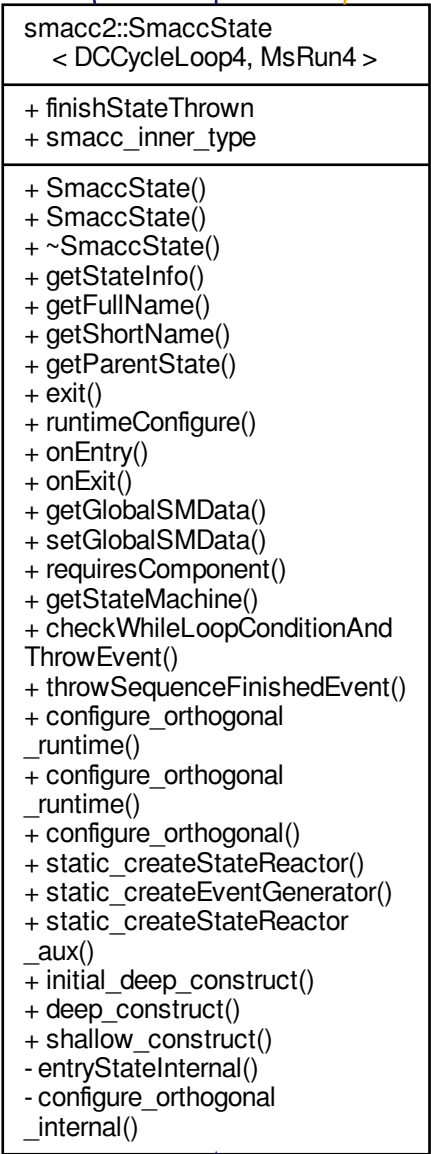 smacc2::SmaccState
< DCCycleLoop4, MsRun4 >
+ finishStateThrown
+ smacc_inner_type
+ SmaccState()
+ SmaccState()
+ ~SmaccState()
+ getStateInfo()
+ getFullName()
+ getShortName()
+ getParentState()
+ exit()
+ runtimeConfigure()
+ onEntry()
+ onExit()
+ getGlobalSMData()
+ setGlobalSMData()
+ requiresComponent()
+ getStateMachine()
+ checkWhileLoopConditionAnd
ThrowEvent()
+ throwSequenceFinishedEvent()
+ configure_orthogonal
_runtime()
+ configure_orthogonal
_runtime()
+ configure_orthogonal()
+ static_createStateReactor()
+ static_createEventGenerator()
+ static_createStateReactor
_aux()
+ initial_deep_construct()
+ deep_construct()
+ shallow_construct()
- entryStateInternal()
- configure_orthogonal
_internal()